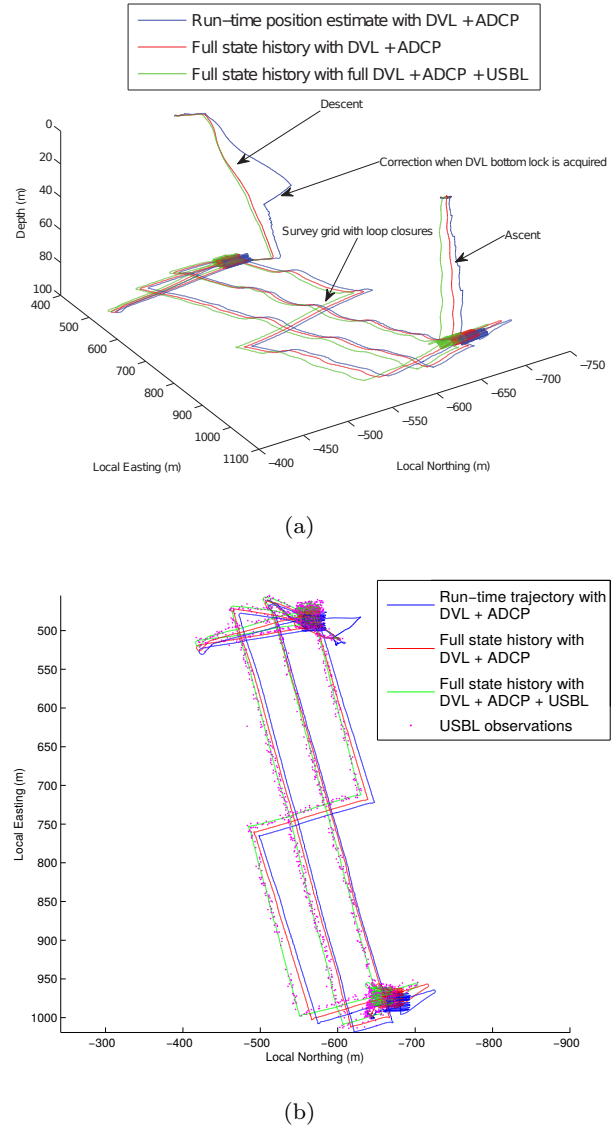 Run-time position estimate with DVL + ADCP
Full state history with DVL + ADCP
Full state history with full DVL + ADCP + USBL
Descent
Correction when DVL bottom lock is acquired
Survey grid with loop closures
Ascent
Depth (m)
0
20
40
60
80
100
400
500
600
700
800
900
1000
1100
Local Easting (m)
−400
−450
−500
−550
−600
−650
−700
−750
Local Northing (m)
(a)
Run-time trajectory with
DVL + ADCP
Full state history with
DVL + ADCP
Full state history with
DVL + ADCP + USBL
USBL observations
Local Easting (m)
500
550
600
650
700
750
800
850
900
950
1000
−300
−400
−500
−600
−700
−800
−900
Local Northing (m)
(b)